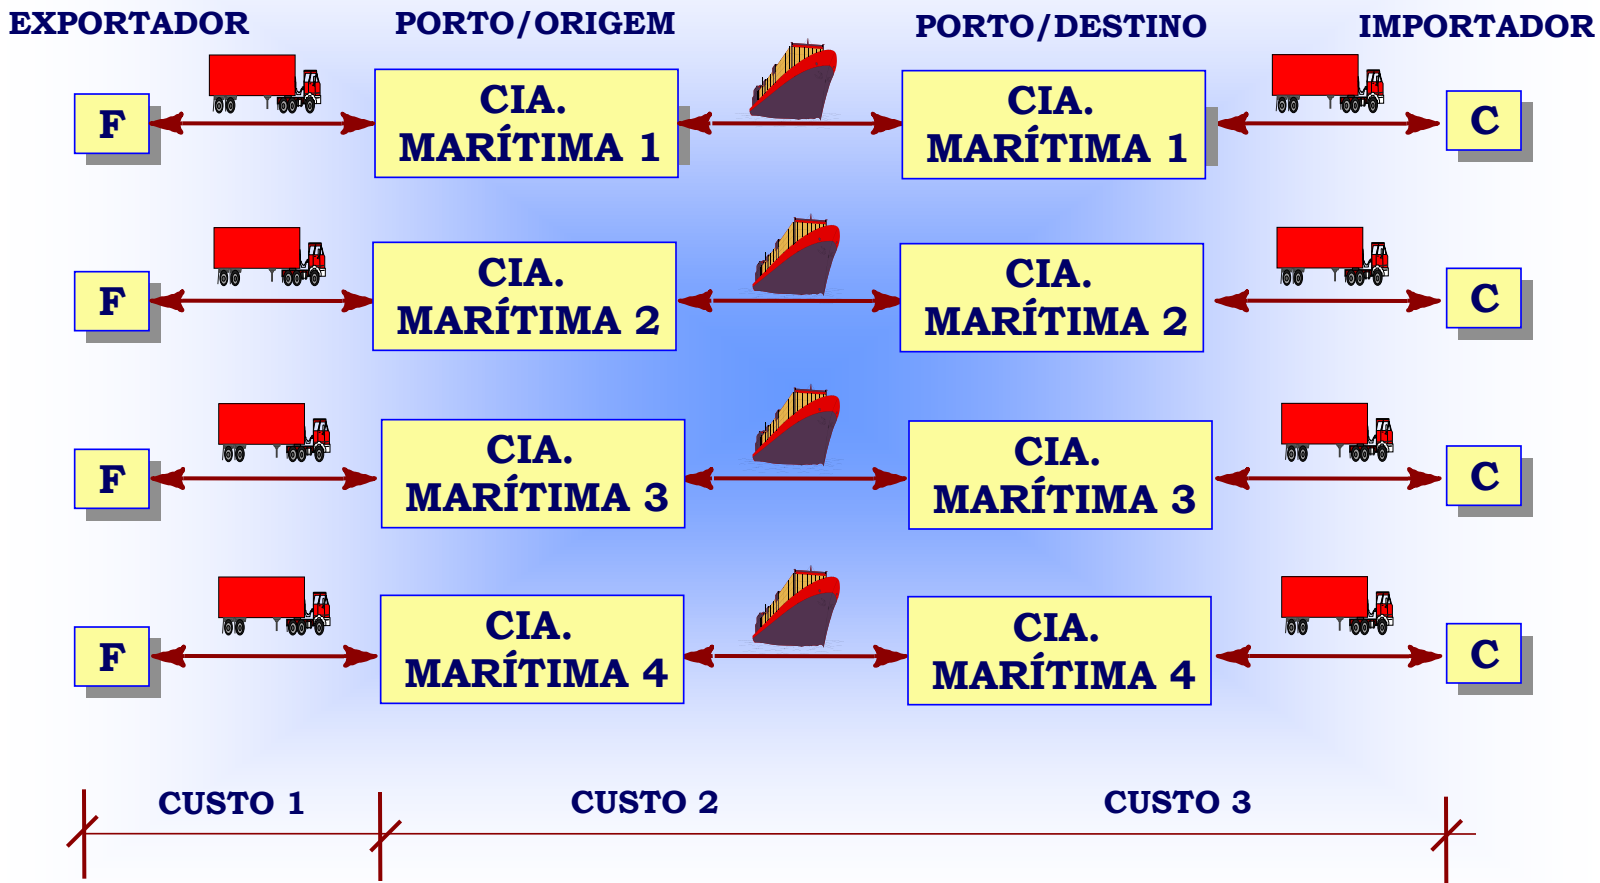 EXPORTADOR PORTO/ORIGEM PORTO/DESTINO IMPORTADOR
F CIA. MARÍTIMA 1 CIA. MARÍTIMA 1 C
F CIA. MARÍTIMA 2 CIA. MARÍTIMA 2 C
F CIA. MARÍTIMA 3 CIA. MARÍTIMA 3 C
F CIA. MARÍTIMA 4 CIA. MARÍTIMA 4 C
CUSTO 1 CUSTO 2 CUSTO 3